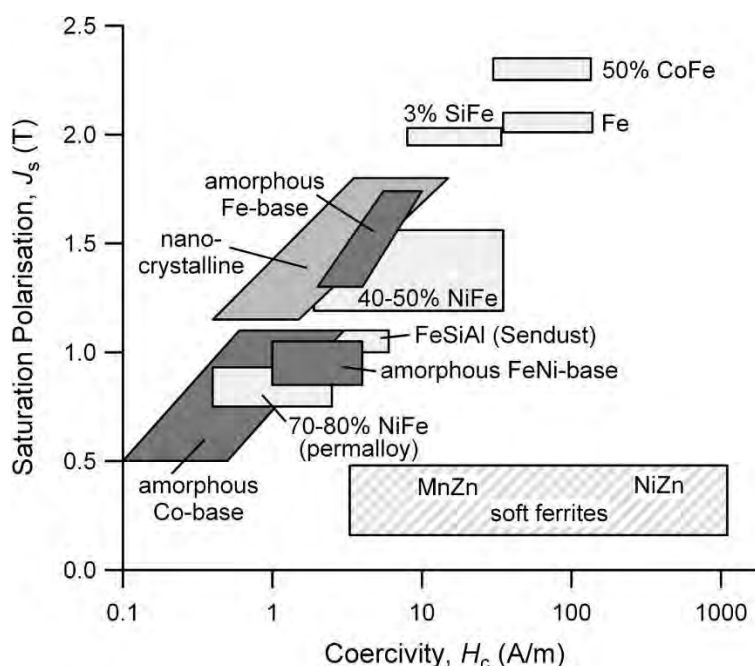 Saturation Polarisation, Js (T)
2.5
2.0
1.5
1.0
0.5
0.0
50% CoFe
3% SiFe
Fe
amorphous
Fe-base
nano-
crystalline
40-50% NiFe
FeSiAl (Sendust)
amorphous FeNi-base
70-80% NiFe
(permalloy)
amorphous
Co-base
MnZn
NiZn
soft ferrites
0.1
1
10
100
1000
Coercivity, Hc (A/m)